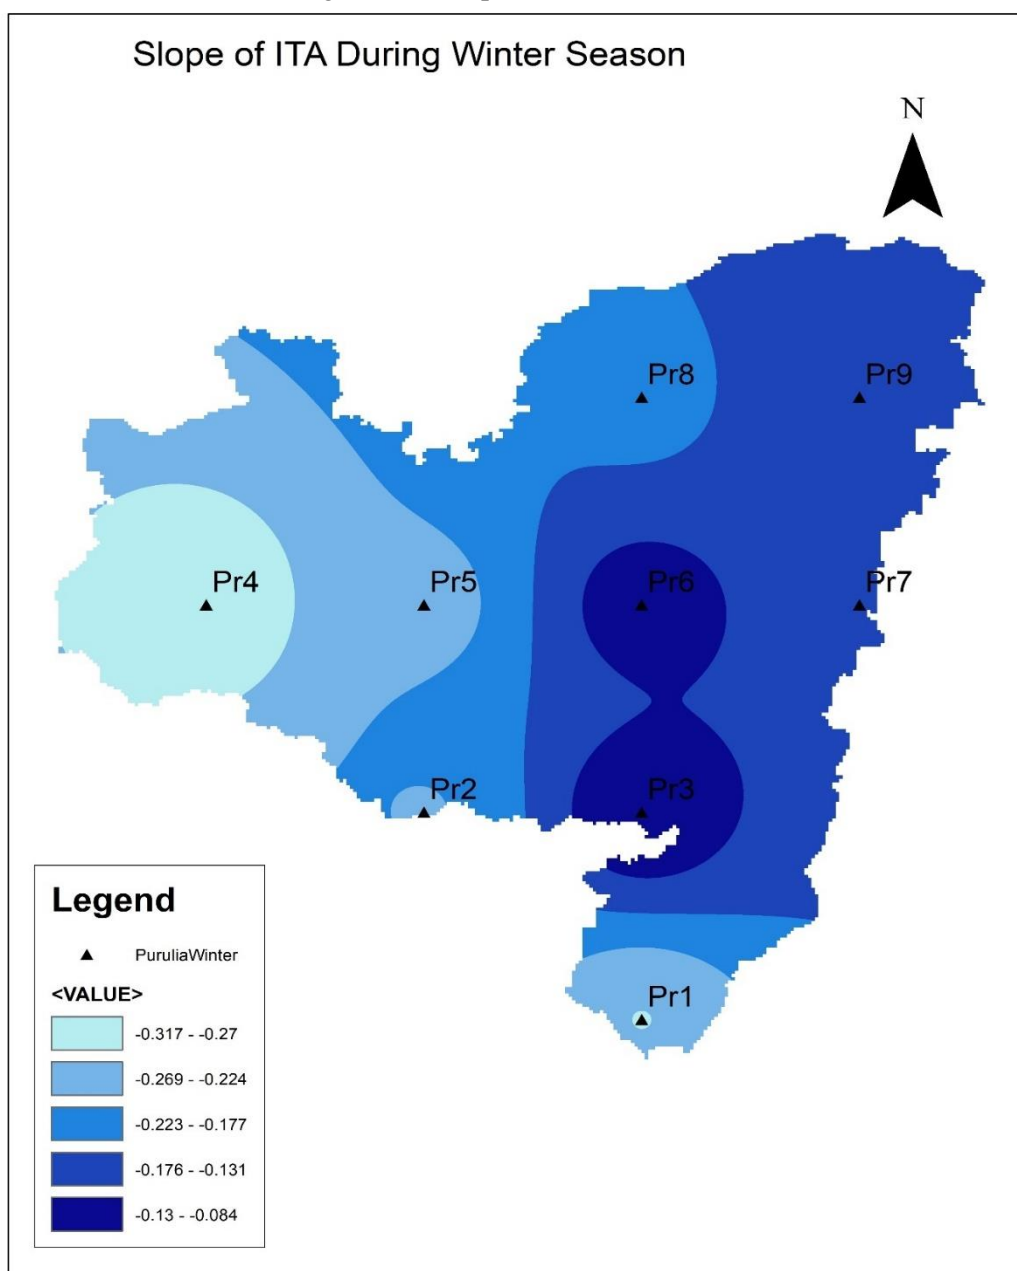 Slope of ITA During Winter Season
N
Pr8
Pr9
Pr4
Pr5
Pr6
Pr7
Pr2
Pr3
Pr1
Legend
PuruliaWinter
<VALUE>
-0.317 - -0.27
-0.269 - -0.224
-0.223 - -0.177
-0.176 - -0.131
-0.13 - -0.084